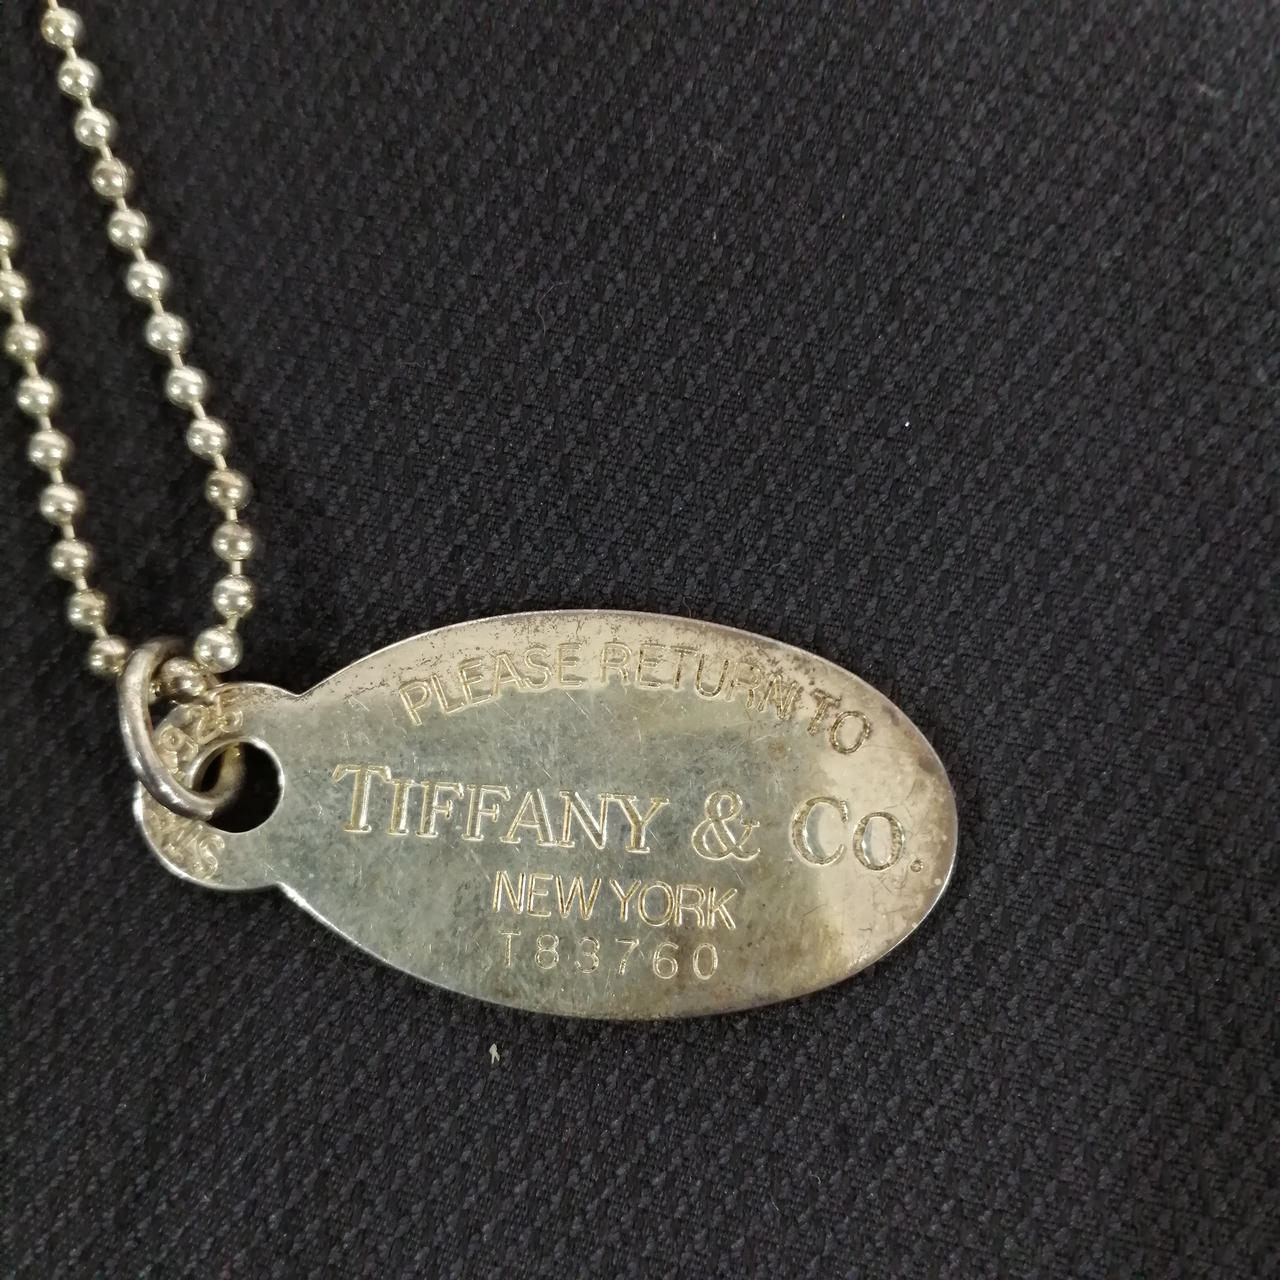 PLEASE RETURN TO
TIFFANY & CO.
NEW YORK
T83760
925